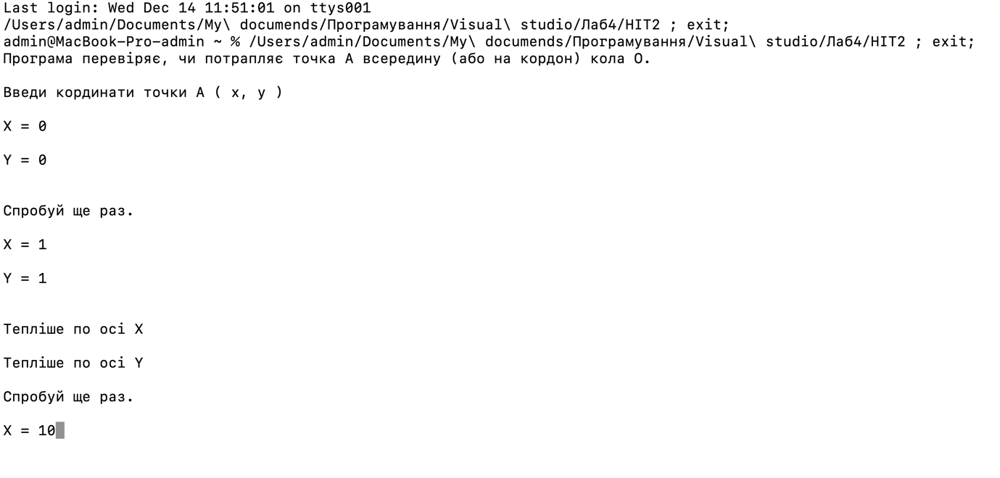 Last login: Wed Dec 14 11:51:01 on ttys001
/Users/admin/Documents/My\ documends/Програмування/Visual\ studio/Лаб4/HIT2 ; exit;
admin@MacBook-Pro-admin ~ % /Users/admin/Documents/My\ documends/Програмування/Visual\ studio/Лаб4/HIT2 ; exit;
Програма перевіряє, чи потрапляє точка А всередину (або на кордон) кола О.
Введи кординати точки А ( x, y )
X = 0
Y = 0
Спробуй ще раз.
X = 1
Y = 1
Тепліше по осі X
Тепліше по осі Y
Спробуй ще раз.
X = 10